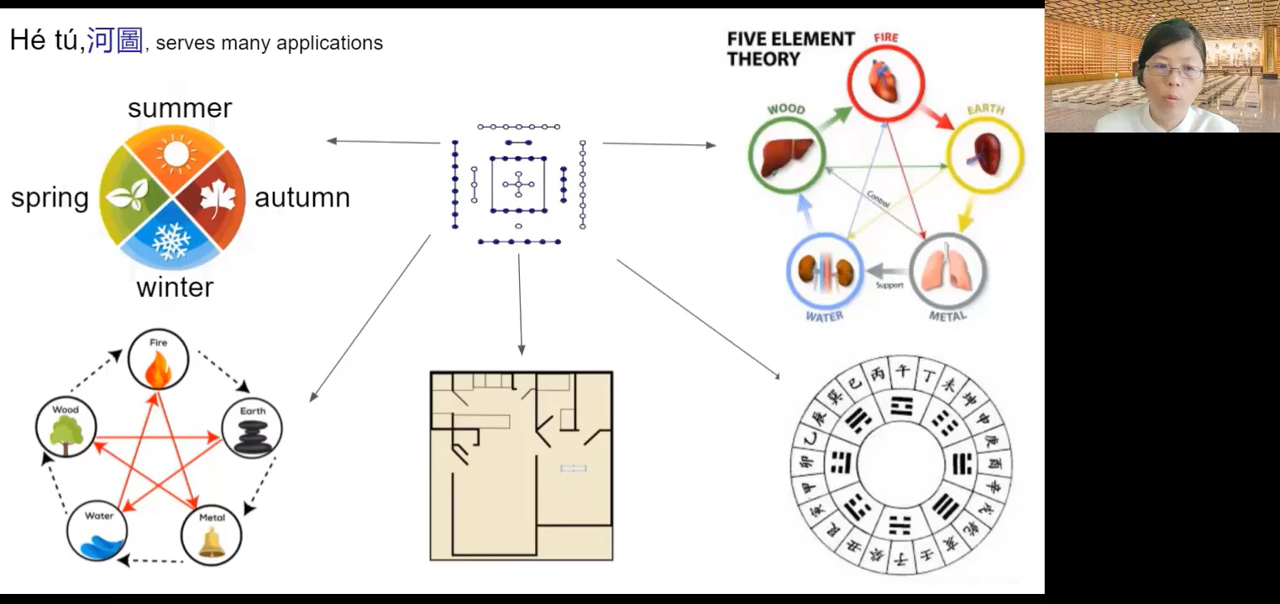 Hé tú,河圖, serves many applications
summer
spring
autumn
winter
FIVE ELEMENT
THEORY
FIRE
WOOD
EARTH
Control
Support
WATER
METAL
Fire
Wood
Earth
Water
Metal
午
丁
未
坤
申
庚
酉
辛
戌
乾
亥
壬
子
癸
丑
艮
寅
甲
卯
乙
辰
巽
巳
丙